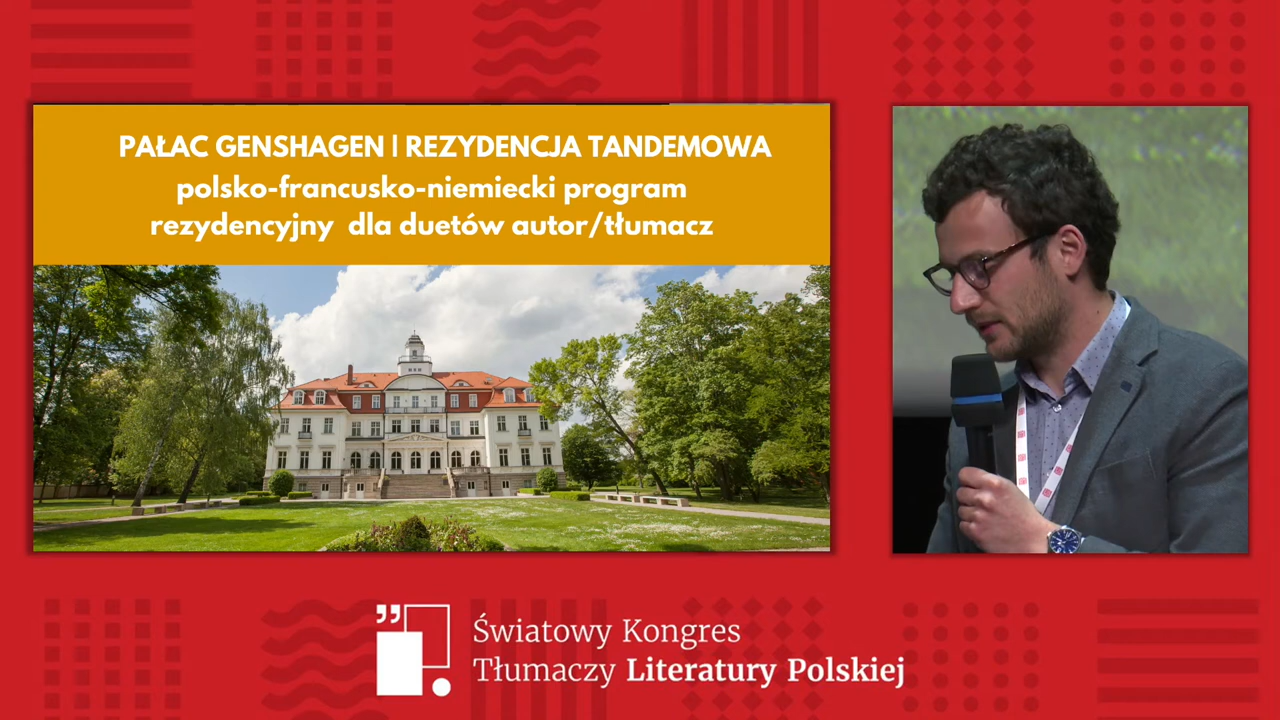 PAŁAC GENSHAGEN | REZYDENCJA TANDEMOWA
polsko-francusko-niemiecki program
rezydencyjny dla duetów autor/tłumacz
Światowy Kongres
Tłumaczy Literatury Polskiej